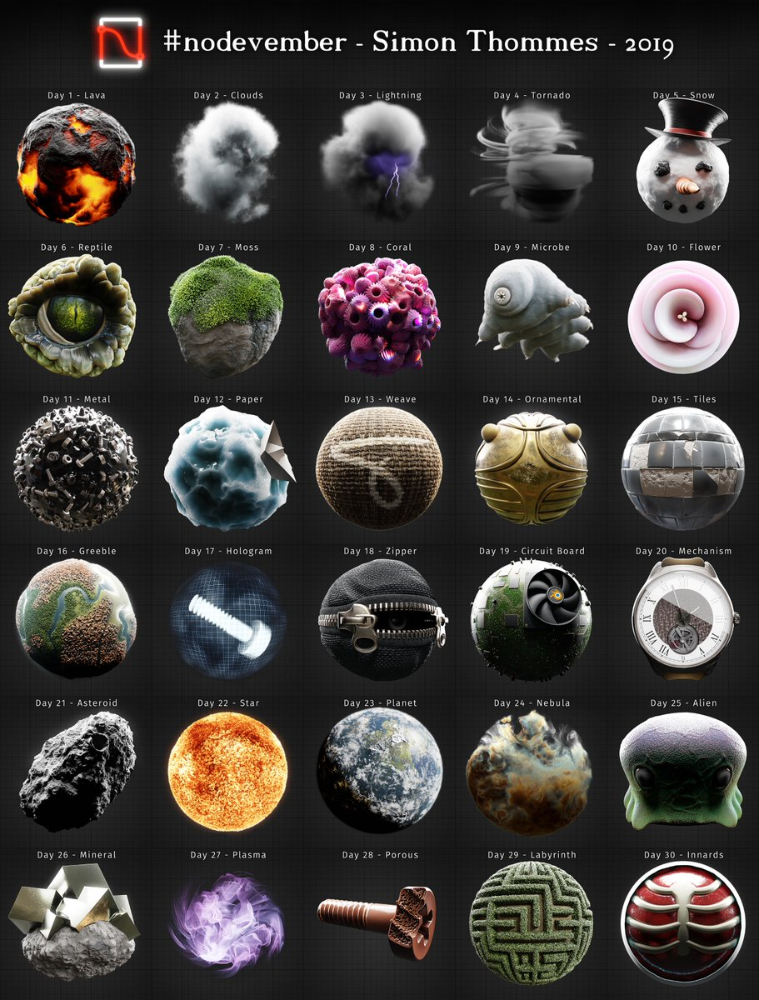 #nodevember - Simon Thommes - 2019
Day 1 - Lava
Day 2 - Clouds
Day 3 - Lightning
Day 4 - Tornado
Day 5 - Snow
Day 6 - Reptile
Day 7 - Moss
Day 8 - Coral
Day 9 - Microbe
Day 10 - Flower
Day 11 - Metal
Day 12 - Paper
Day 13 - Weave
Day 14 - Ornamental
Day 15 - Tiles
Day 16 - Greeble
Day 17 - Hologram
Day 18 - Zipper
Day 19 - Circuit Board
Day 20 - Mechanism
Day 21 - Asteroid
Day 22 - Star
Day 23 - Planet
Day 24 - Nebula
Day 25 - Alien
Day 26 - Mineral
Day 27 - Plasma
Day 28 - Porous
Day 29 - Labyrinth
Day 30 - Innards